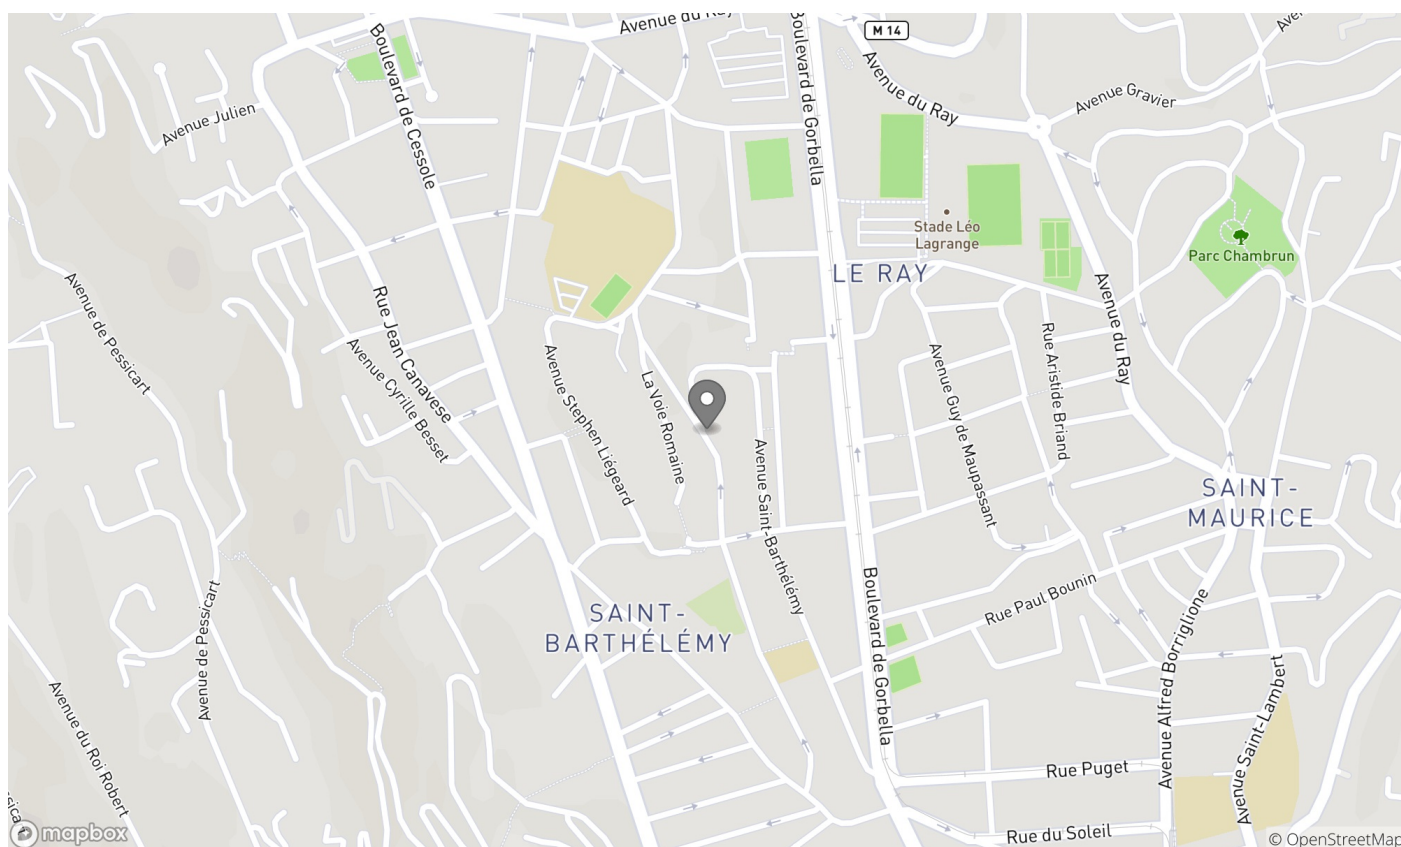 Avenue du Ray
M 14
Boulevard de Cessole
Boulevard de Gorbella
Avenue du Ray
Avenue Gravier
Avenue Julien
Stade Léo
Lagrange
Parc Chambrun
LE RAY
Avenue de Pessicart
Rue Jean Canavese
Avenue Cyrille Besset
Avenue Stephen Liégeard
La Voie Romaine
Avenue du Ray
Rue Aristide Briand
Avenue Guy de Maupassant
Avenue Saint-Barthélémy
SAINT-
MAURICE
Avenue de Pessicart
SAINT-
BARTHÉLÉMY
Rue Paul Bounin
Boulevard de Gorbella
Avenue Alfred Borriglione
Avenue Saint-Lambert
Avenue du Roi Robert
Rue Puget
Rue du Soleil
mapbox
© OpenStreetMap